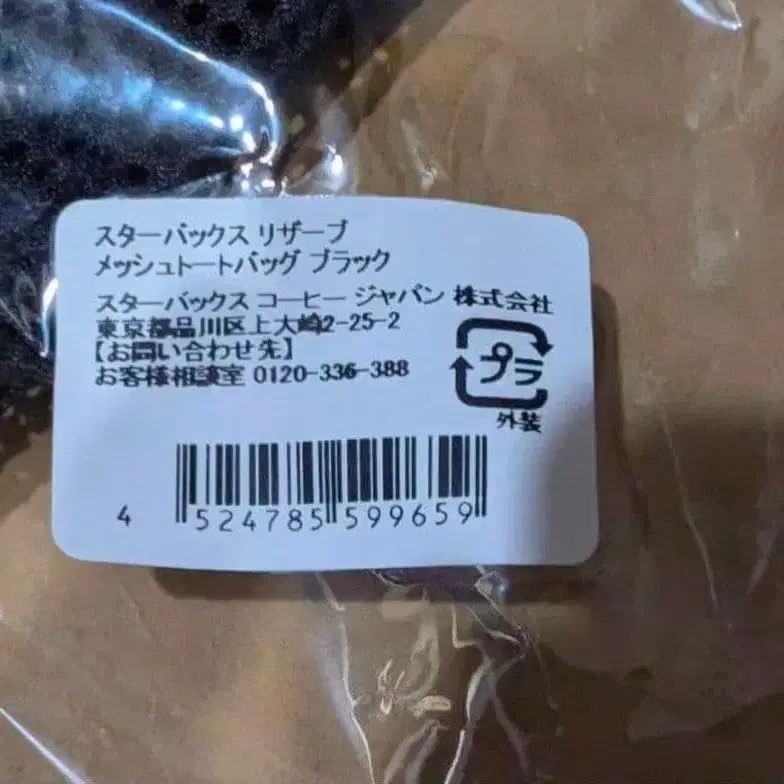 スターバックス リザーブ
メッシュトートバッグ ブラック
スターバックス コーヒー ジャパン 株式会社
東京都品川区上大崎2-25-2
【お問い合わせ先】
お客様相談室 0120-336-388
プラ
外装
4 524785 599659